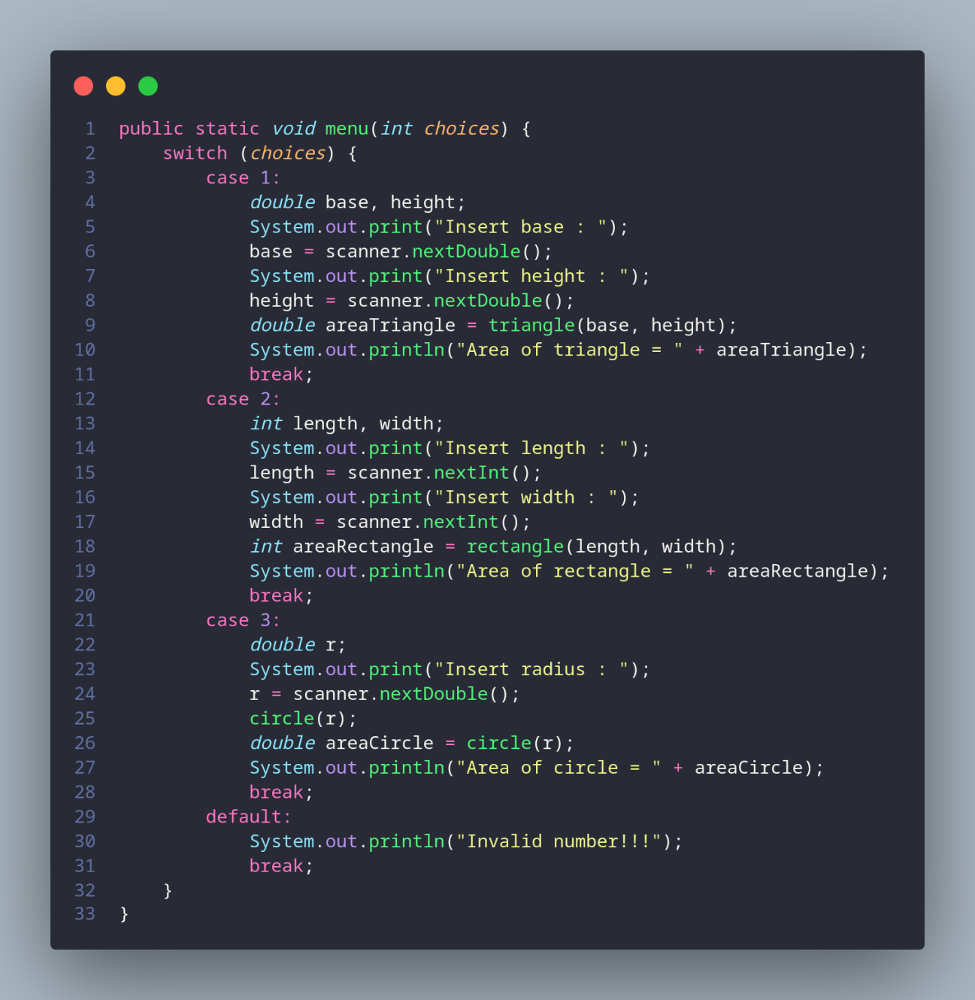 1 public static void menu(int choices) {
2     switch (choices) {
3         case 1:
4             double base, height;
5             System.out.print("Insert base : ");
6             base = scanner.nextDouble();
7             System.out.print("Insert height : ");
8             height = scanner.nextDouble();
9             double areaTriangle = triangle(base, height);
10             System.out.println("Area of triangle = " + areaTriangle);
11             break;
12         case 2:
13             int length, width;
14             System.out.print("Insert length : ");
15             length = scanner.nextInt();
16             System.out.print("Insert width : ");
17             width = scanner.nextInt();
18             int areaRectangle = rectangle(length, width);
19             System.out.println("Area of rectangle = " + areaRectangle);
20             break;
21         case 3:
22             double r;
23             System.out.print("Insert radius : ");
24             r = scanner.nextDouble();
25             circle(r);
26             double areaCircle = circle(r);
27             System.out.println("Area of circle = " + areaCircle);
28             break;
29         default:
30             System.out.println("Invalid number!!!");
31             break;
32     }
33 }